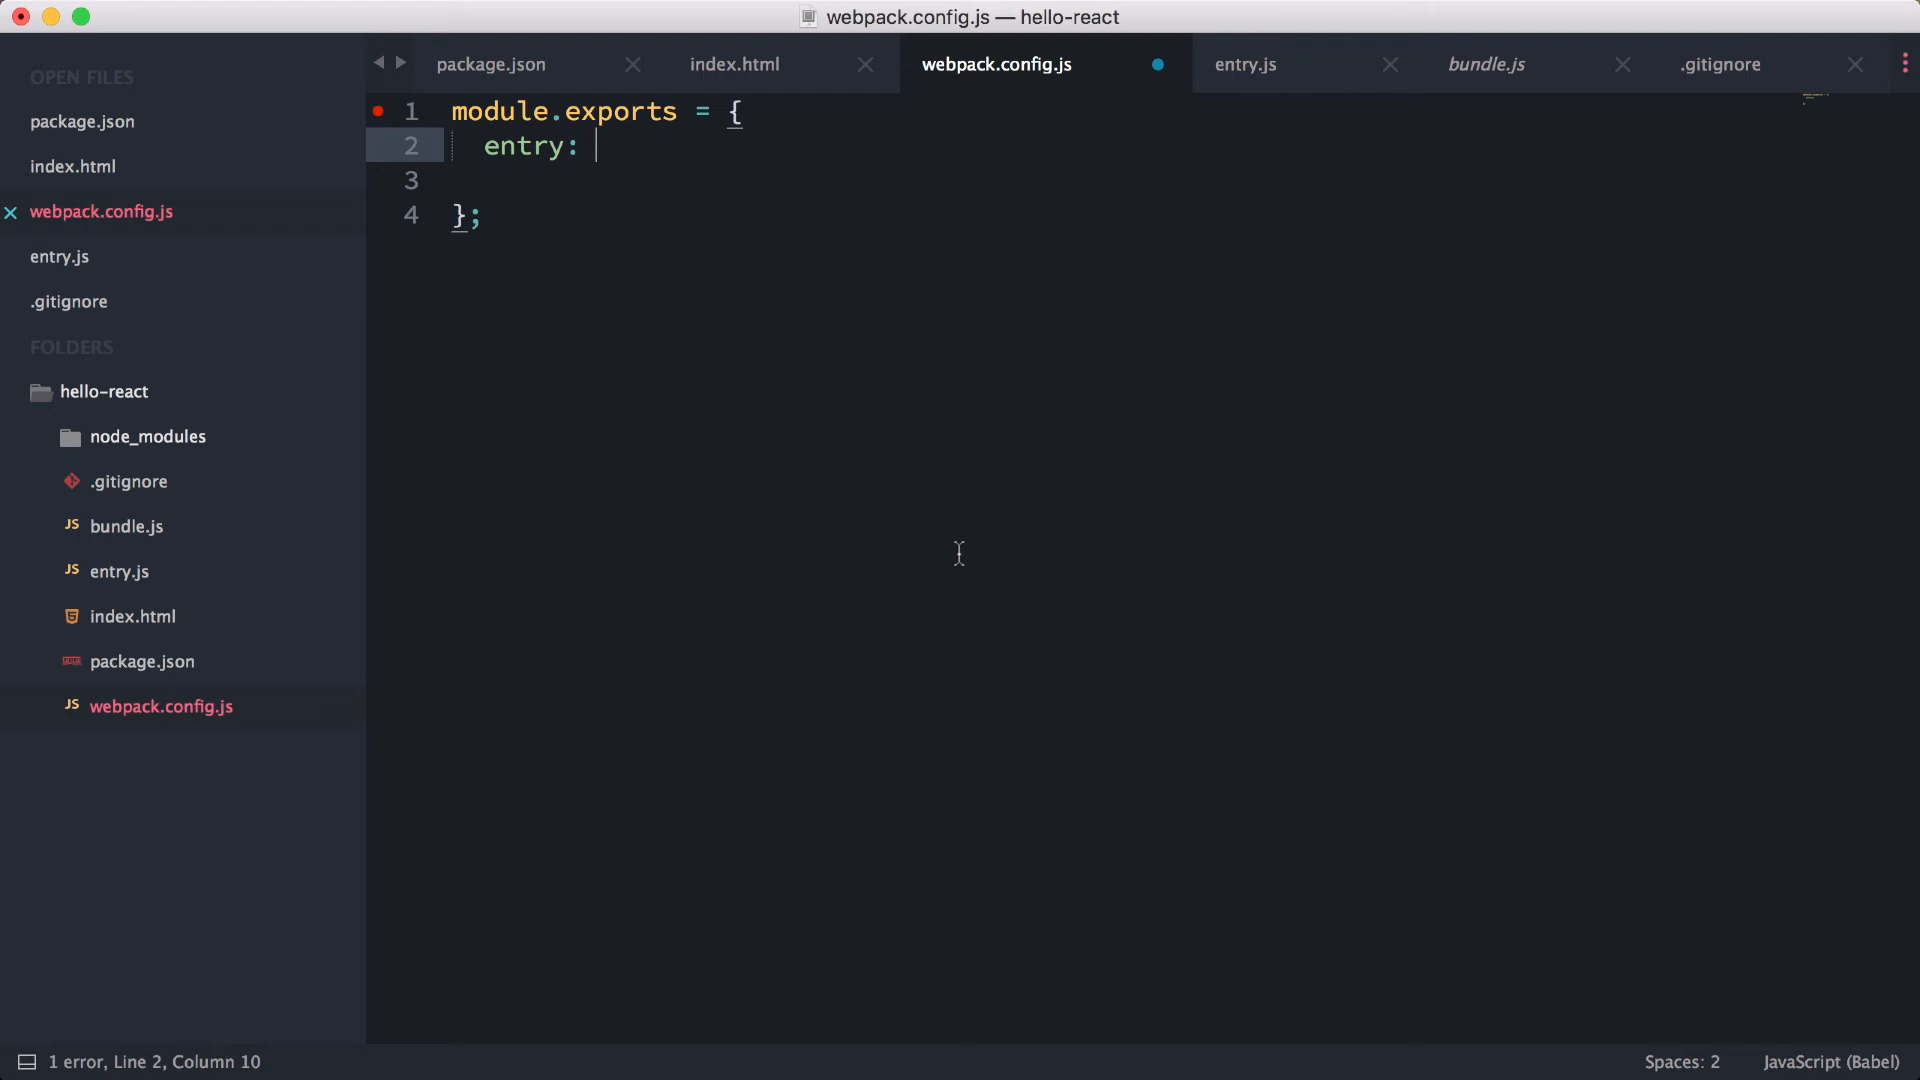 webpack.config.js — hello-react
OPEN FILES
package.json
index.html
webpack.config.js
entry.js
.gitignore
FOLDERS
hello-react
node_modules
.gitignore
JS bundle.js
JS entry.js
index.html
package.json
JS webpack.config.js
package.json
index.html
webpack.config.js
entry.js
bundle.js
.gitignore
1 module.exports = {
2 entry:
3
4 };
1 error, Line 2, Column 10
Spaces: 2
JavaScript (Babel)